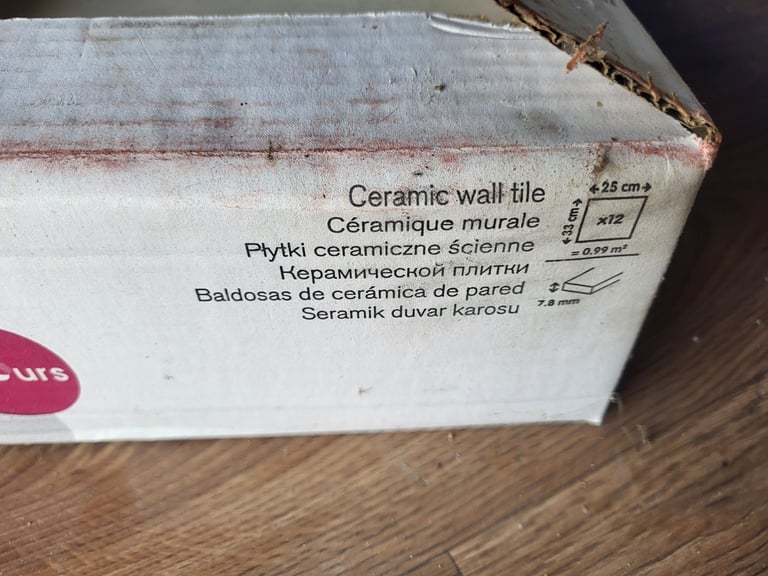 Ceramic wall tile
Céramique murale
Płytki ceramiczne ścienne
Керамической плитки
Baldosas de cerámica de pared
Seramik duvar karosu
25 cm
33 cm
x12
= 0.99 m²
7.8 mm
urs